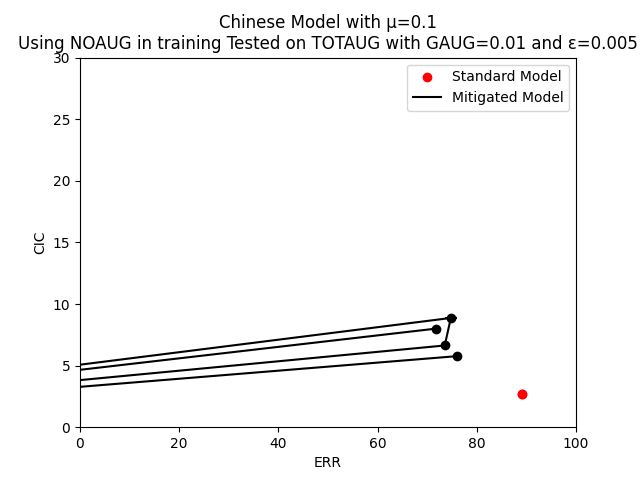 Chinese Model with μ=0.1
Using NOAUG in training Tested on TOTAUG with GAUG=0.01 and ε=0.005
30
25
20
15
10
5
0
CIC
Standard Model
Mitigated Model
0 20 40 60 80 100
ERR